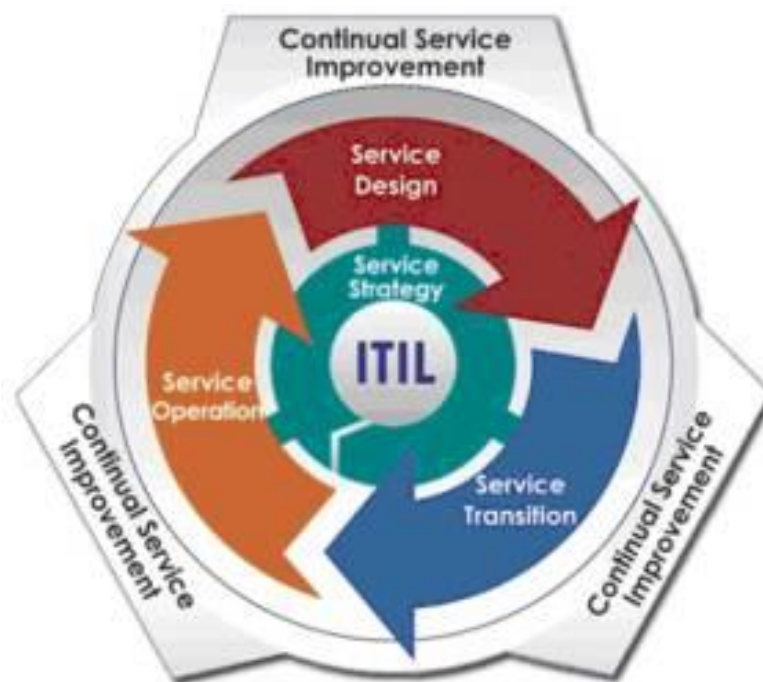 Continual Service
Improvement
Service
Design
Service
Strategy
ITIL
Service
Operation
Service
Transition
Continual Service
Improvement
Continual Service
Improvement